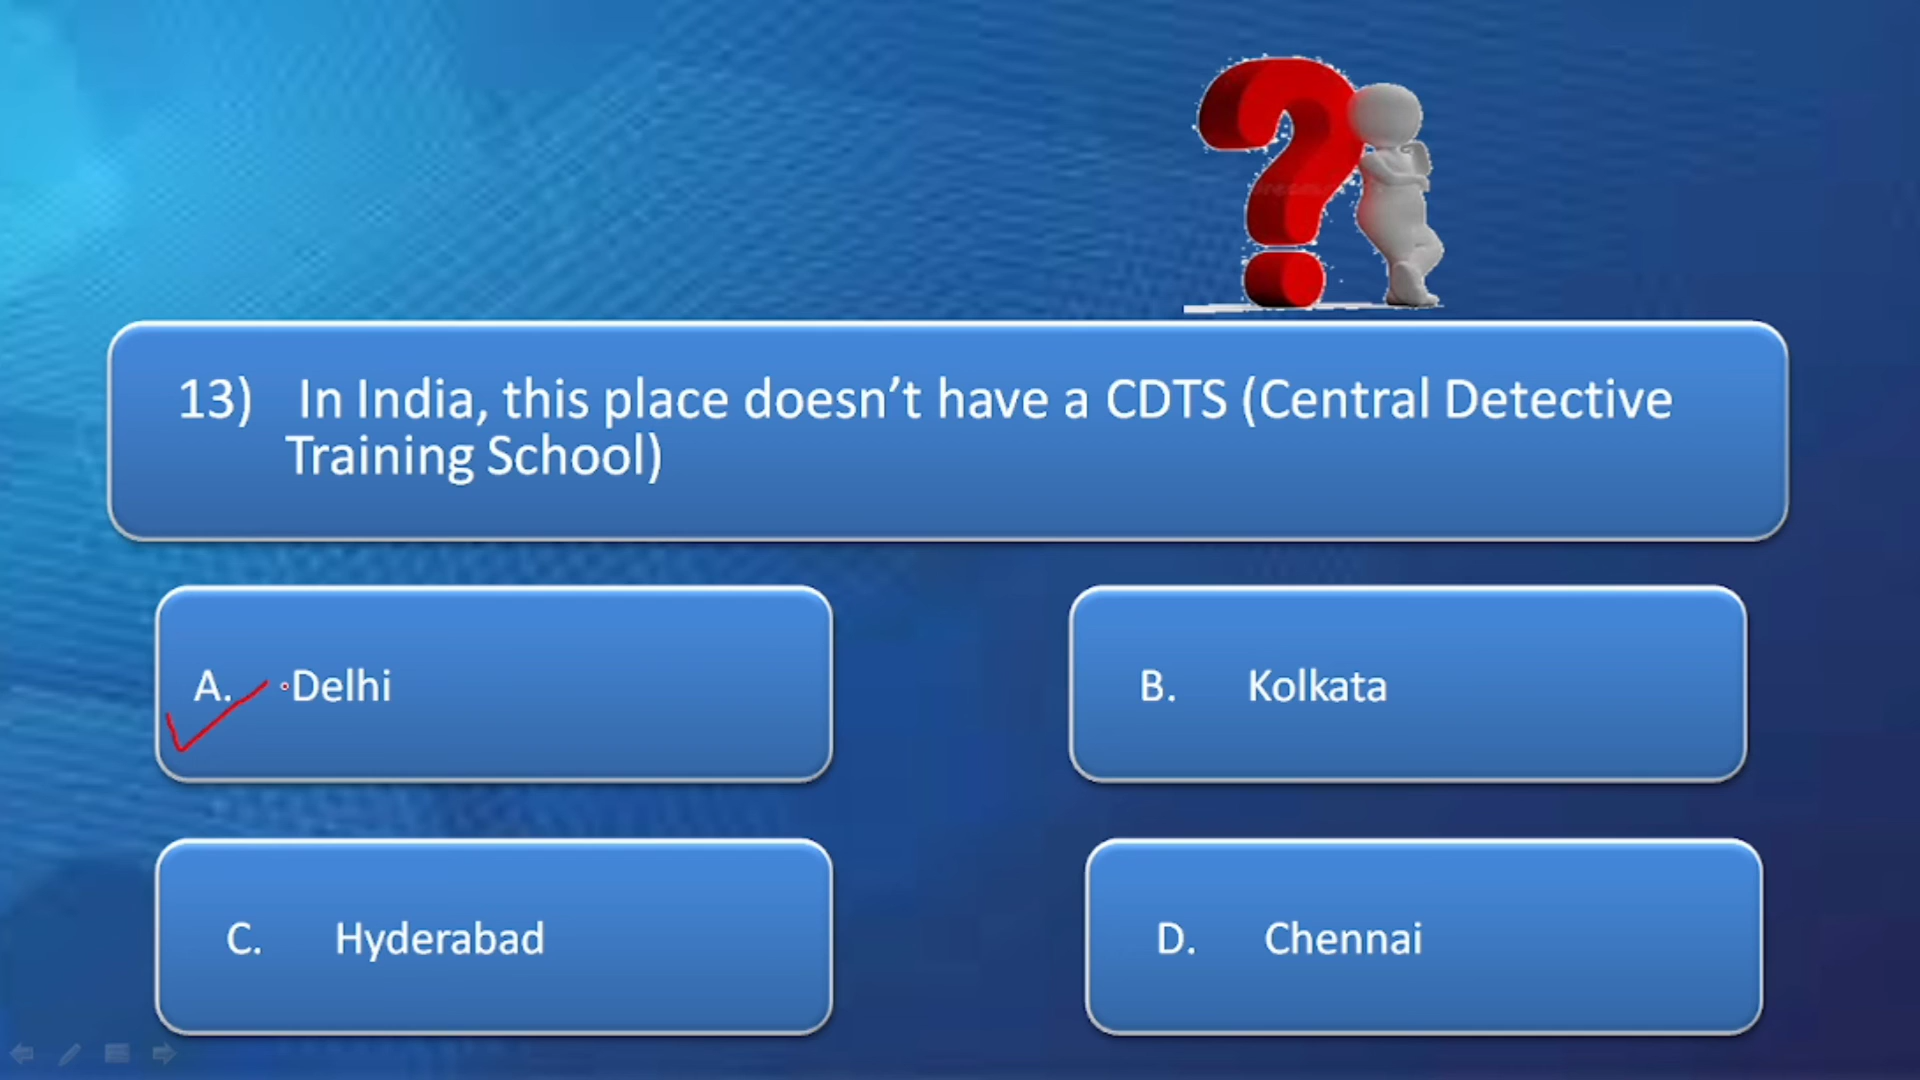 13) In India, this place doesn’t have a CDTS (Central Detective
Training School)
A. Delhi
B. Kolkata
C. Hyderabad
D. Chennai